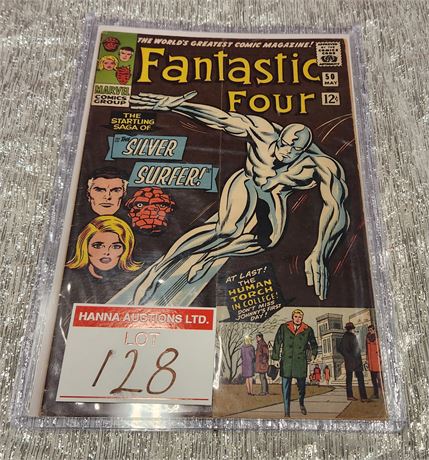 THE WORLD'S GREATEST COMIC MAGAZINE!
Fantastic
Four
MARVEL
COMICS
GROUP
50
MAY
12¢
THE
STARTLING
SAGA OF
THE
SILVER
SURFER!
AT LAST!
THE HUMAN
TORCH
IN COLLEGE!
DON'T MISS
JOHNNY'S FIRST
DAY!
HANNA AUCTIONS LTD.
LOT
128